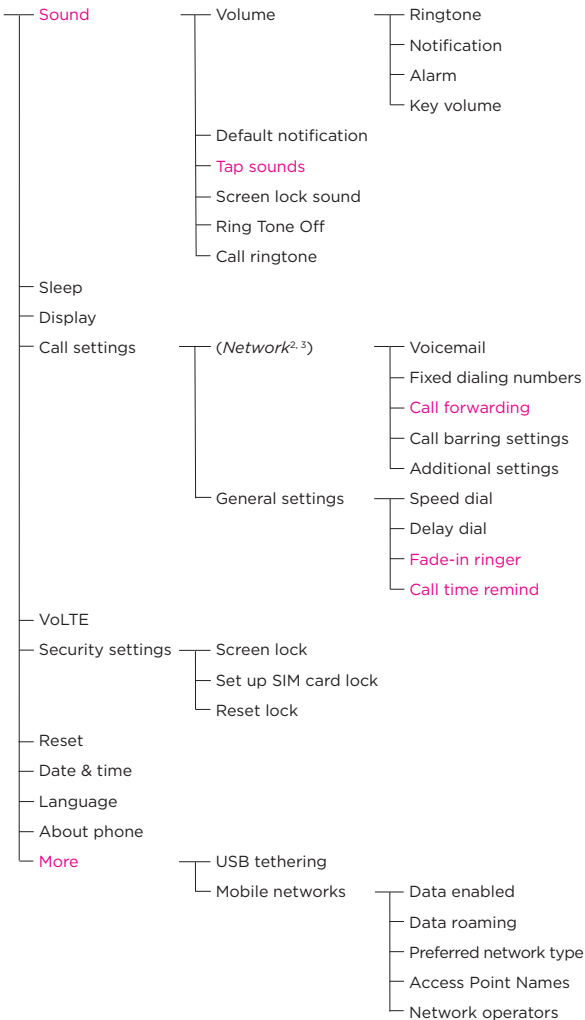 Sound
Volume
Ringtone
Notification
Alarm
Key volume
Default notification
Tap sounds
Screen lock sound
Ring Tone Off
Call ringtone
Sleep
Display
Call settings
(Network2, 3)
Voicemail
Fixed dialing numbers
Call forwarding
Call barring settings
Additional settings
General settings
Speed dial
Delay dial
Fade-in ringer
Call time remind
VoLTE
Security settings
Screen lock
Set up SIM card lock
Reset lock
Reset
Date & time
Language
About phone
More
USB tethering
Mobile networks
Data enabled
Data roaming
Preferred network type
Access Point Names
Network operators